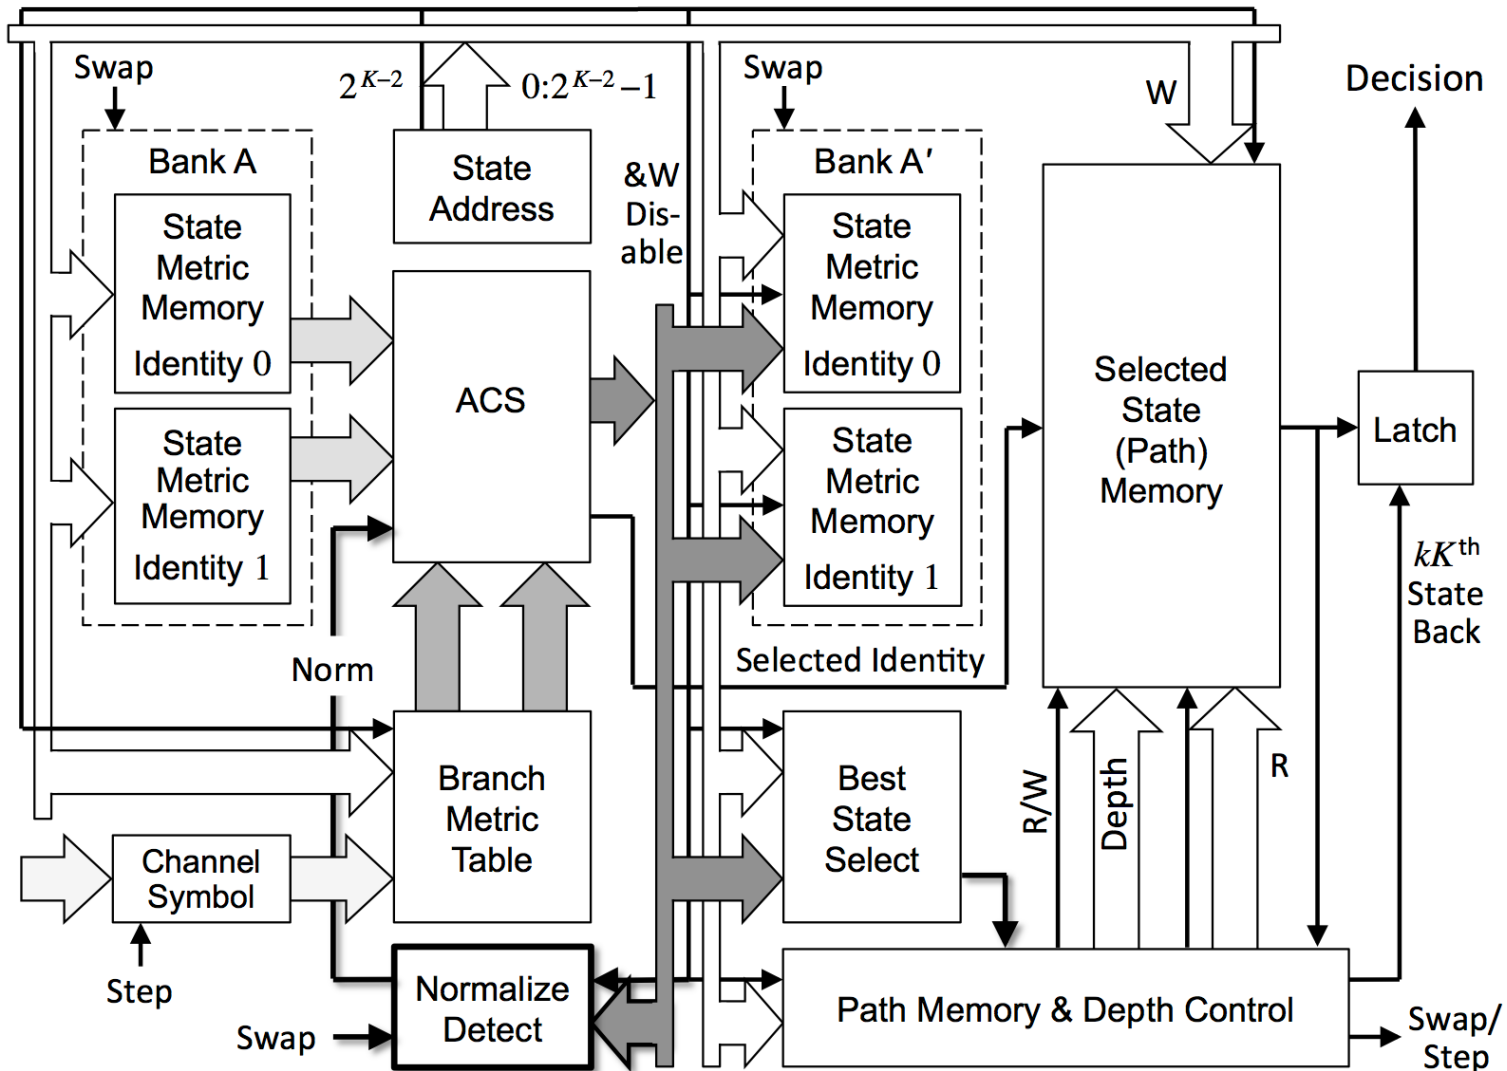 Swap
2^{K–2}
0:2^{K–2}–1
Swap
W
Decision
Bank A
State
Address
&W
Dis-
able
Bank A′
State
Metric
Memory
Identity 0
State
Metric
Memory
Identity 0
ACS
Selected
State
(Path)
Memory
Latch
State
Metric
Memory
Identity 1
State
Metric
Memory
Identity 1
kK^{th}
State
Back
Norm
Selected Identity
Branch
Metric
Table
Best
State
Select
R/W
Depth
R
Channel
Symbol
Step
Normalize
Detect
Swap
Path Memory & Depth Control
Swap/
Step